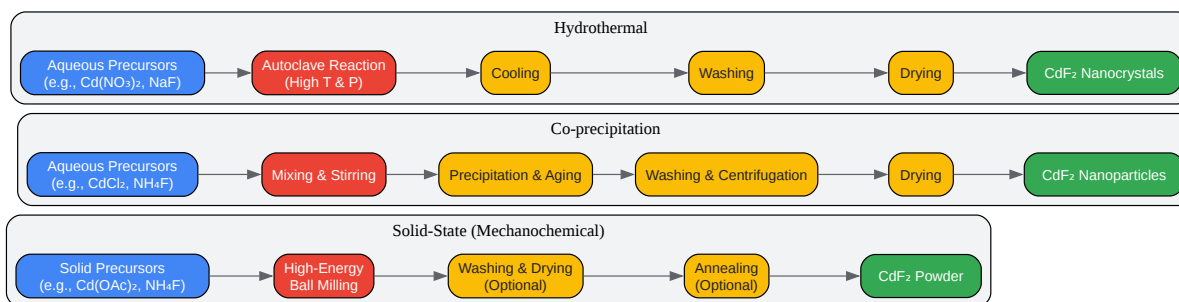 Hydrothermal
Aqueous Precursors
(e.g., Cd(NO₃)₂, NaF)
Autoclave Reaction
(High T & P)
Cooling
Washing
Drying
CdF₂ Nanocrystals
Co-precipitation
Aqueous Precursors
(e.g., CdCl₂, NH₄F)
Mixing & Stirring
Precipitation & Aging
Washing & Centrifugation
Drying
CdF₂ Nanoparticles
Solid-State (Mechanochemical)
Solid Precursors
(e.g., Cd(OAc)₂, NH₄F)
High-Energy
Ball Milling
Washing & Drying
(Optional)
Annealing
(Optional)
CdF₂ Powder